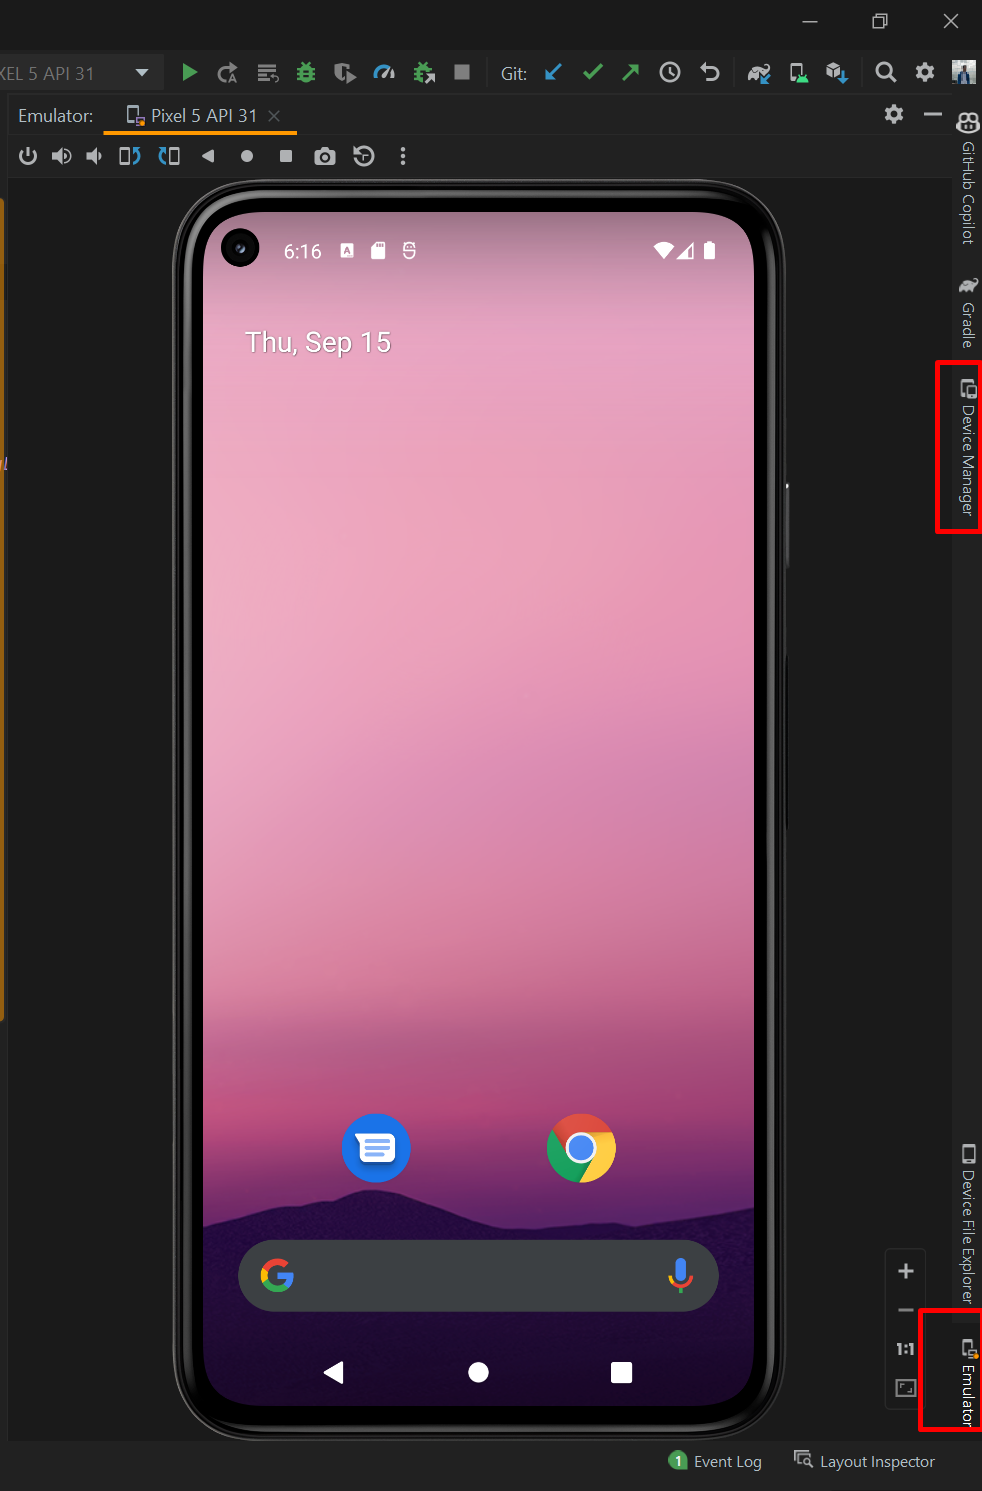 XEL 5 API 31
Git:
Emulator:
Pixel 5 API 31
GitHub Copilot
Gradle
Device Manager
6:16
A
Thu, Sep 15
Device File Explorer
1:1
Emulator
1 Event Log
Layout Inspector